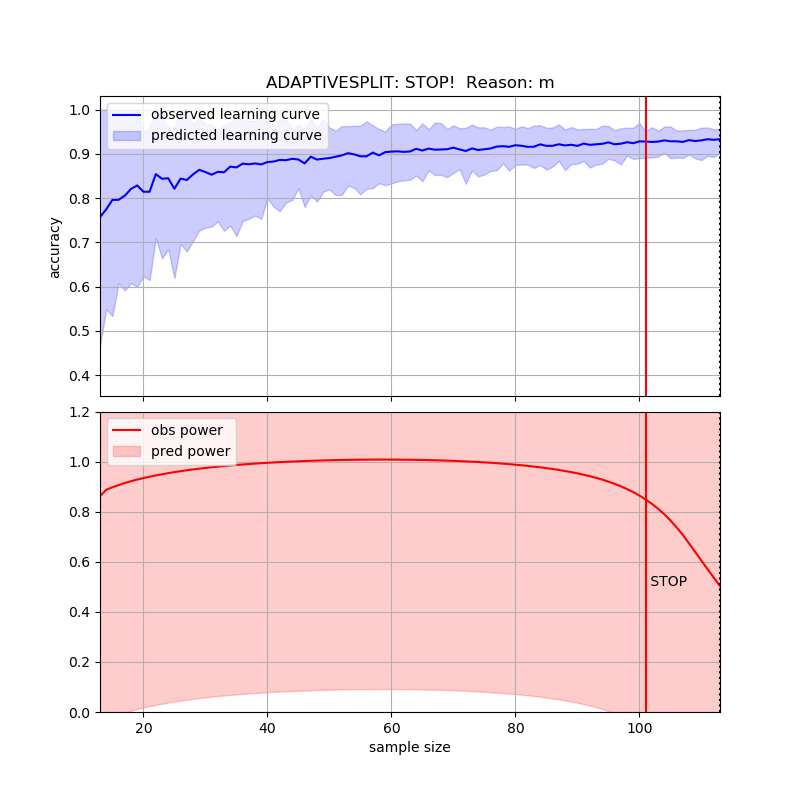 ADAPTIVESPLIT: STOP!  Reason: m
1.0
observed learning curve
predicted learning curve
0.9
0.8
0.7
0.6
0.5
0.4
accuracy
1.2
obs power
pred power
1.0
0.8
0.6
STOP
0.4
0.2
0.0
20 40 60 80 100
sample size